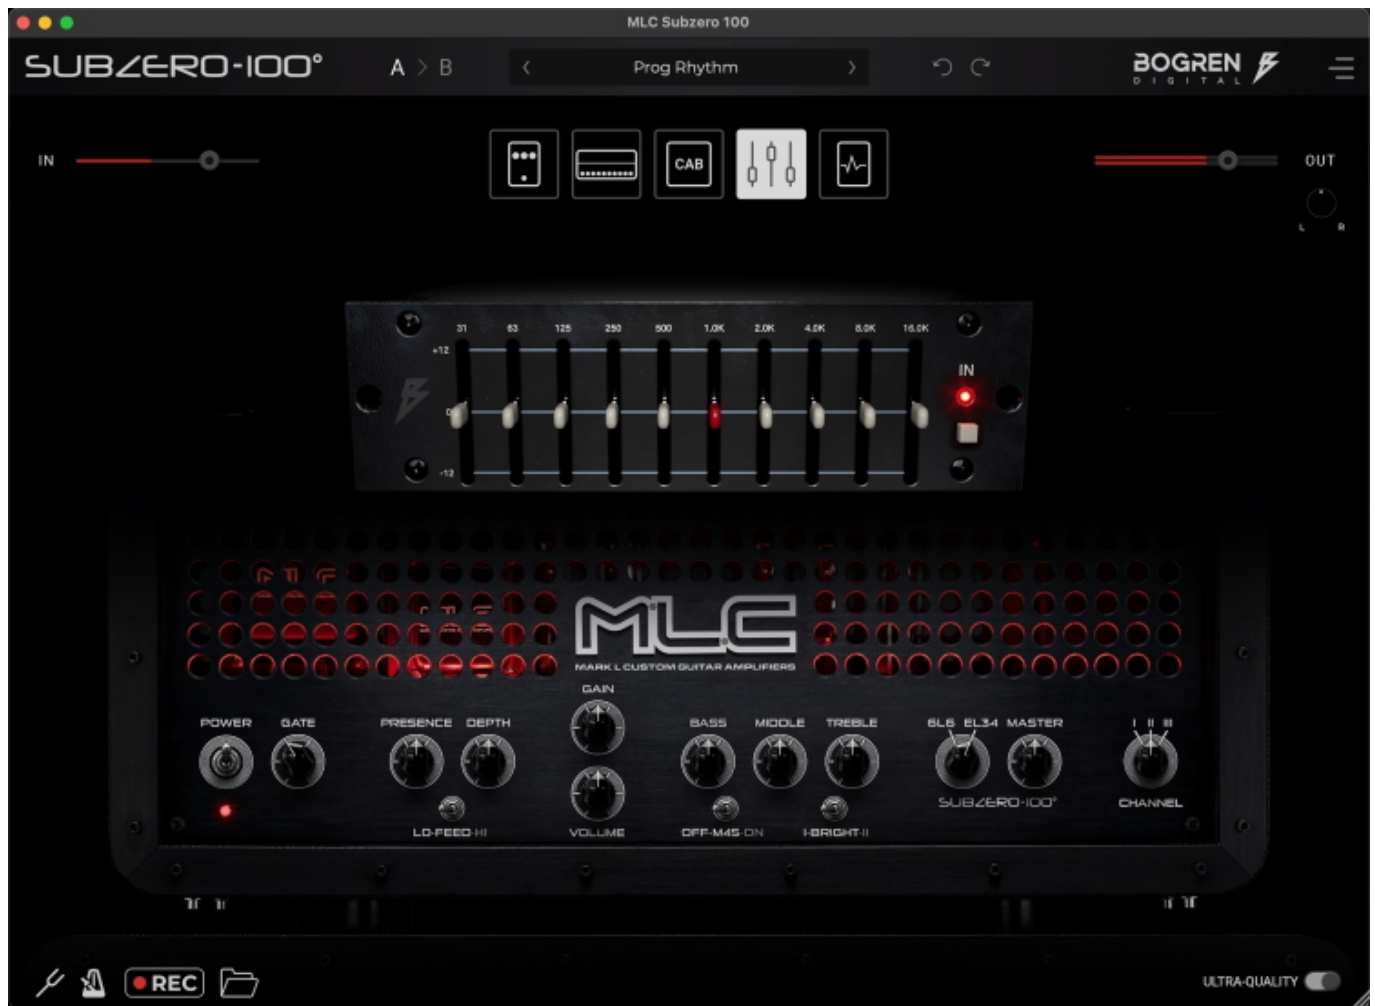 MLC Subzero 100
SUBZERO-100°
A > B
Prog Rhythm
BOGREN
DIGITAL
IN
CAB
OUT
L R
31 63 125 250 500 1.0K 2.0K 4.0K 8.0K 16.0K
+12
IN
0
-12
MLC
MARK L CUSTOM GUITAR AMPLIFIERS
GAIN
POWER GATE PRESENCE DEPTH BASS MIDDLE TREBLE 6L6 EL34 MASTER I II III
SUBZERO-100°
CHANNEL
LO-FEED-HI VOLUME OFF-M45-ON I-BRIGHT-II
REC
ULTRA-QUALITY